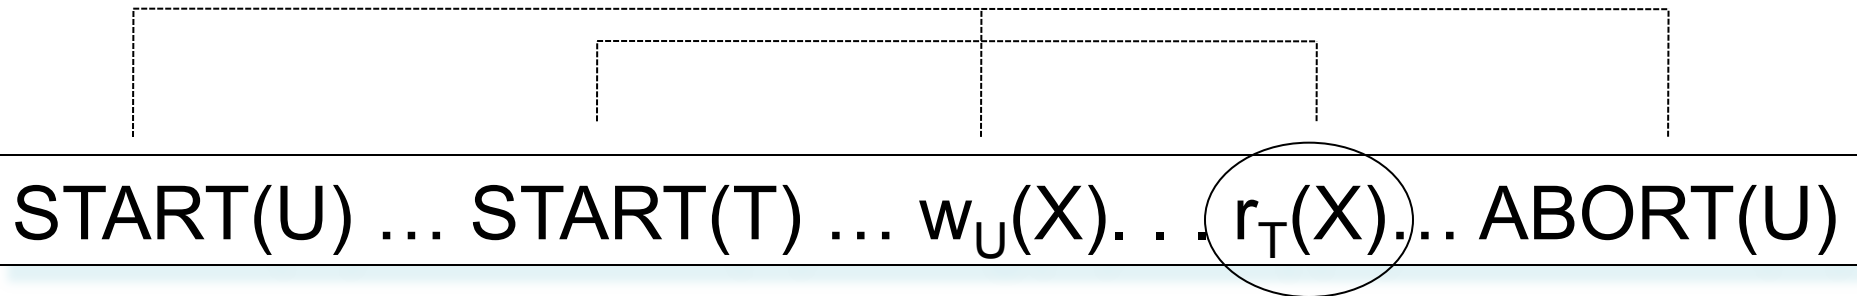 START(U) ... START(T) ... w_U(X). . . r_T(X)... ABORT(U)